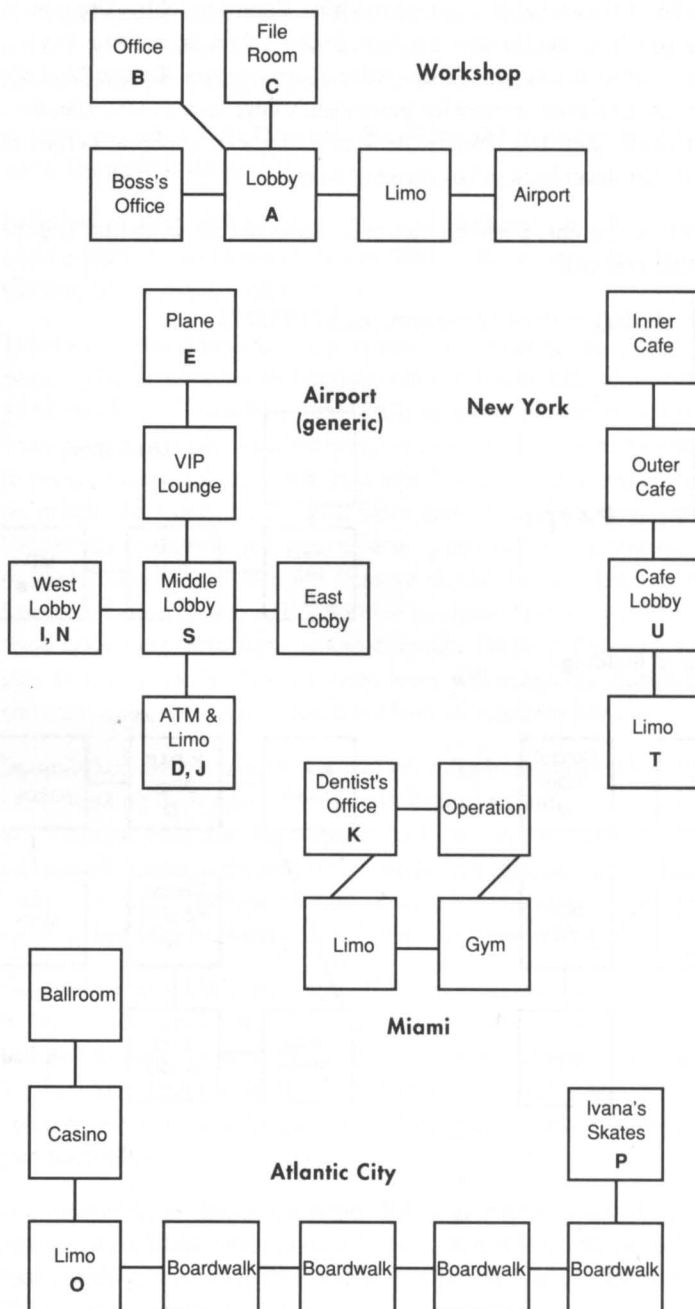 Office
B
File
Room
C
Workshop
Boss's
Office
Lobby
A
Limo
Airport
Plane
E
Airport
(generic)
New York
Inner
Cafe
VIP
Lounge
Outer
Cafe
West
Lobby
I, N
Middle
Lobby
S
East
Lobby
Cafe
Lobby
U
ATM &
Limo
D, J
Limo
T
Dentist's
Office
K
Operation
Limo
Gym
Miami
Ballroom
Casino
Atlantic City
Ivana's
Skates
P
Limo
O
Boardwalk
Boardwalk
Boardwalk
Boardwalk